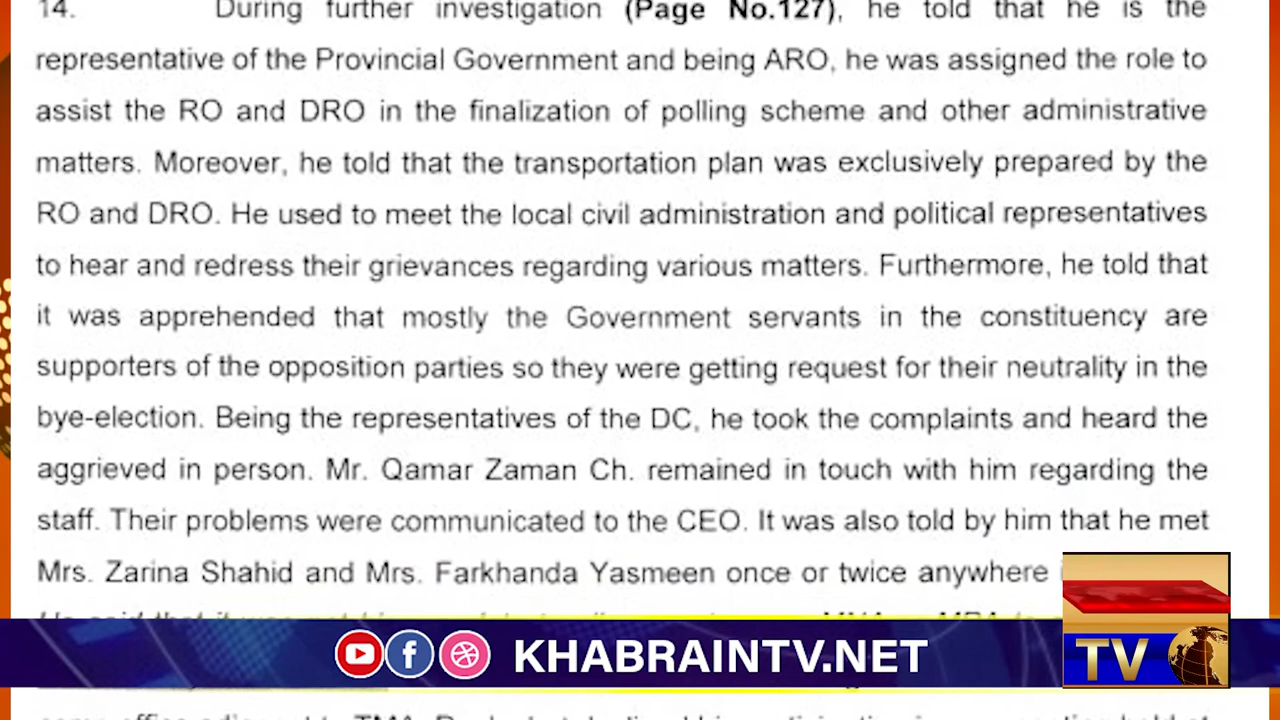 14. During further investigation (Page No.127), he told that he is the
representative of the Provincial Government and being ARO, he was assigned the role to
assist the RO and DRO in the finalization of polling scheme and other administrative
matters. Moreover, he told that the transportation plan was exclusively prepared by the
RO and DRO. He used to meet the local civil administration and political representatives
to hear and redress their grievances regarding various matters. Furthermore, he told that
it was apprehended that mostly the Government servants in the constituency are
supporters of the opposition parties so they were getting request for their neutrality in the
bye-election. Being the representatives of the DC, he took the complaints and heard the
aggrieved in person. Mr. Qamar Zaman Ch. remained in touch with him regarding the
staff. Their problems were communicated to the CEO. It was also told by him that he met
Mrs. Zarina Shahid and Mrs. Farkhanda Yasmeen once or twice anywhere
He said that it
KHABRAINTV.NET
TV